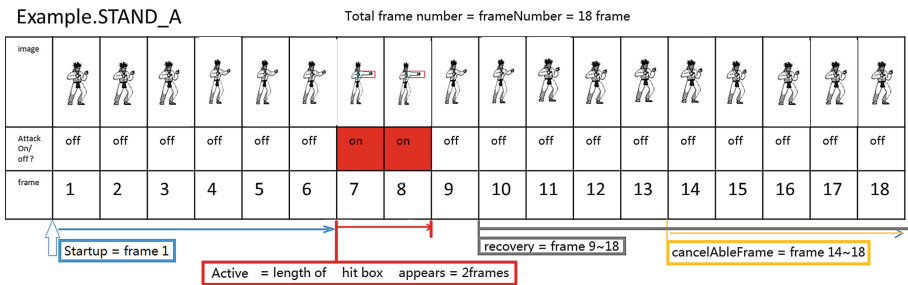 Example.STAND_A
Total frame number = frameNumber = 18 frame
image
Attack On/ off ? off off off off off off on on off off off off off off off off off off
frame 1 2 3 4 5 6 7 8 9 10 11 12 13 14 15 16 17 18
Startup = frame 1
Active = length of hit box appears = 2frames
recovery = frame 9~18
cancelAbleFrame = frame 14~18